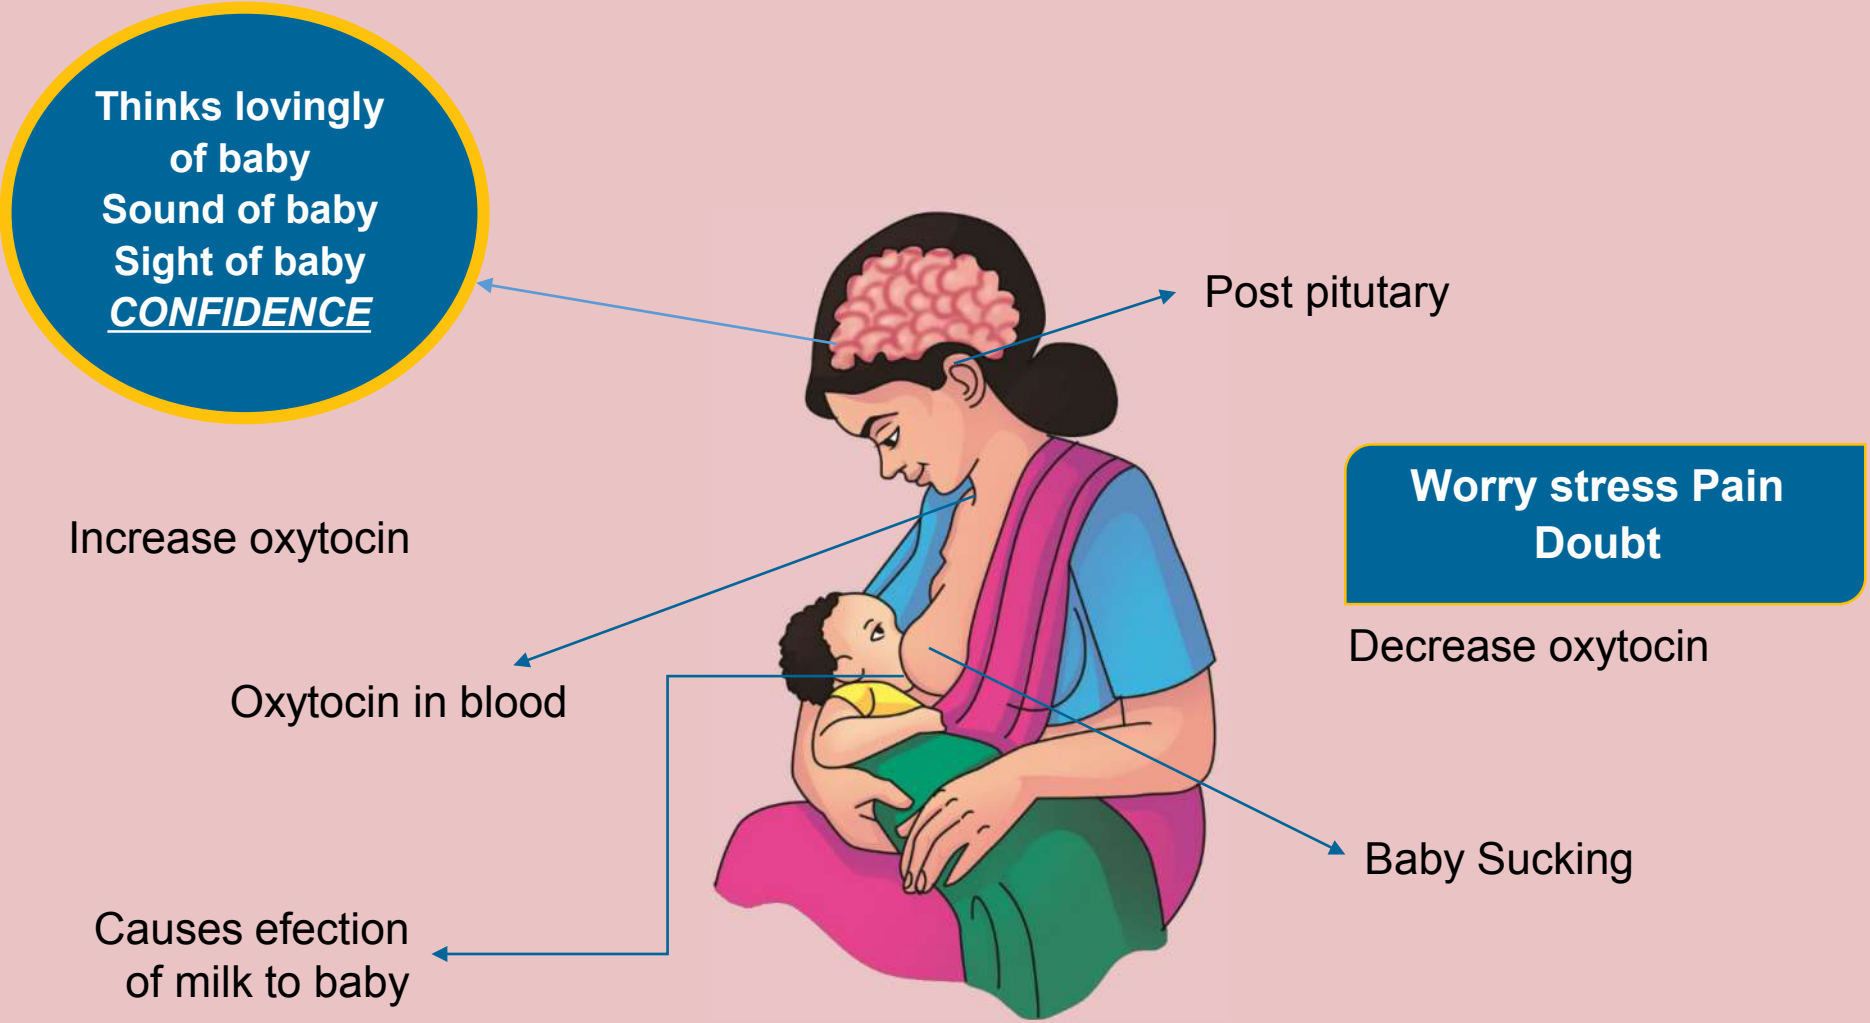 Thinks lovingly
of baby
Sound of baby
Sight of baby
CONFIDENCE
Post pitutary
Increase oxytocin
Worry stress Pain
Doubt
Decrease oxytocin
Oxytocin in blood
Baby Sucking
Causes efection
of milk to baby